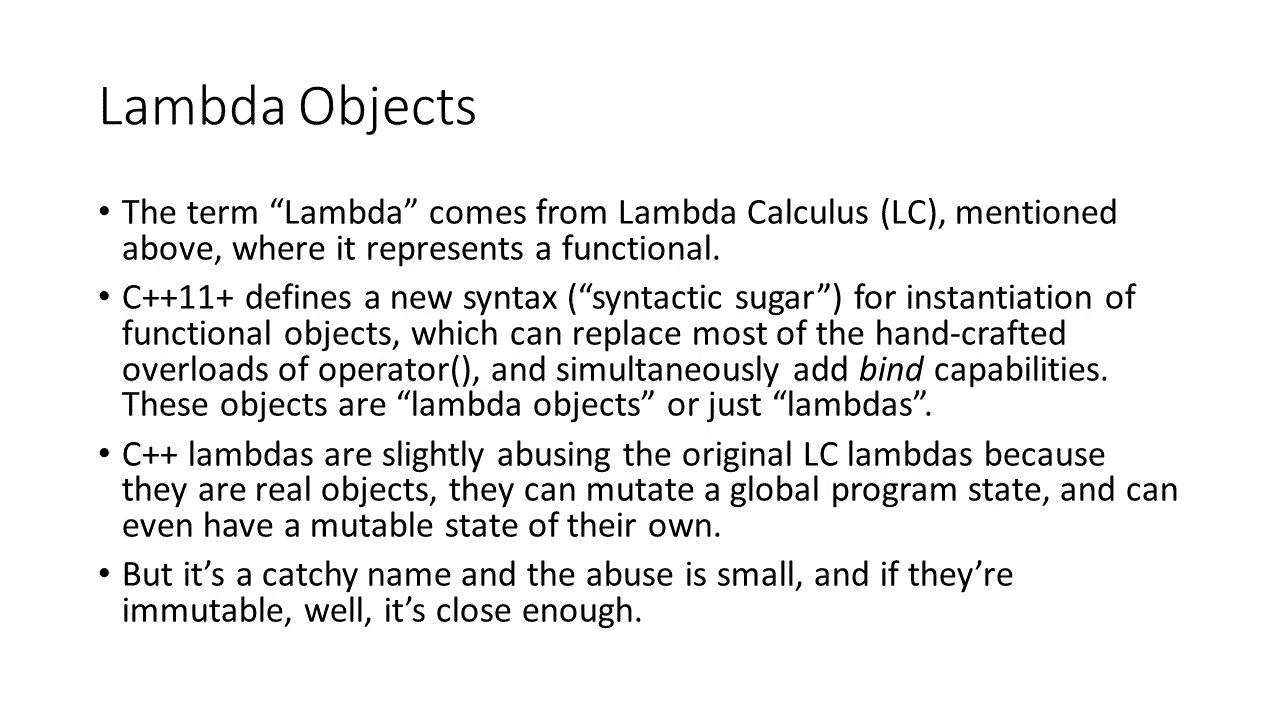 Lambda Objects
• The term “Lambda” comes from Lambda Calculus (LC), mentioned
above, where it represents a functional.
• C++11+ defines a new syntax (“syntactic sugar”) for instantiation of
functional objects, which can replace most of the hand-crafted
overloads of operator(), and simultaneously add bind capabilities.
These objects are “lambda objects” or just “lambdas”.
• C++ lambdas are slightly abusing the original LC lambdas because
they are real objects, they can mutate a global program state, and can
even have a mutable state of their own.
• But it’s a catchy name and the abuse is small, and if they’re
immutable, well, it’s close enough.